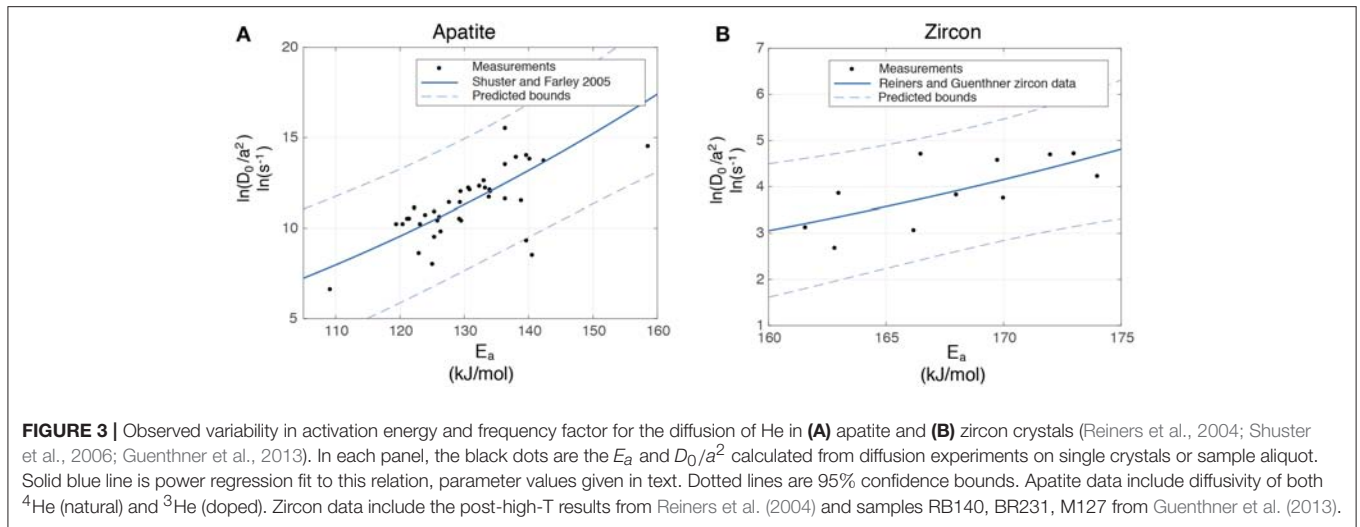 A
Apatite
20
15
10
5
ln(D₀/a²)
ln(s⁻¹)
Measurements
Shuster and Farley 2005
Predicted bounds
110 120 130 140 150 160
Eₐ
(kJ/mol)
B
Zircon
7
6
5
4
3
2
1
ln(D₀/a²)
ln(s⁻¹)
Measurements
Reiners and Guenthner zircon data
Predicted bounds
160 165 170 175
Eₐ
(kJ/mol)
FIGURE 3 | Observed variability in activation energy and frequency factor for the diffusion of He in (A) apatite and (B) zircon crystals (Reiners et al., 2004; Shuster
et al., 2006; Guenthner et al., 2013). In each panel, the black dots are the Eₐ and D₀/a² calculated from diffusion experiments on single crystals or sample aliquot.
Solid blue line is power regression fit to this relation, parameter values given in text. Dotted lines are 95% confidence bounds. Apatite data include diffusivity of both
⁴He (natural) and ³He (doped). Zircon data include the post-high-T results from Reiners et al. (2004) and samples RB140, BR231, M127 from Guenthner et al. (2013).